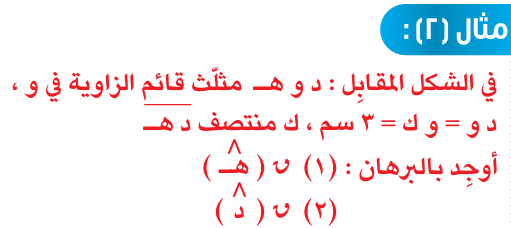 مثال (٢) :
في الشكل المقابِل : د و هـ مثلّث قائم الزاوية في و ،
د و = و ك = ٣ سم ، ك منتصف د هـ
أوجِد بالبرهان : (١) ن ( هـ̂ )
(٢) ن ( د̂ )